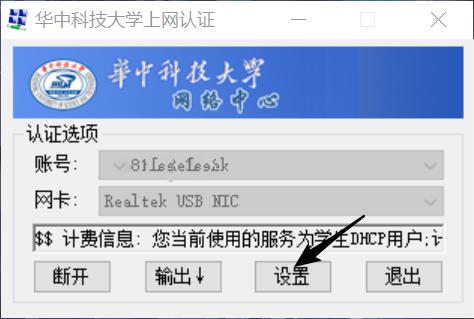 华中科技大学上网认证
華中科技大学
网络中心
认证选项
账号:
网卡: Realtek USB NIC
$$ 计费信息: 您当前使用的服务为学生DHCP用户;
断开 输出↓ 设置 退出